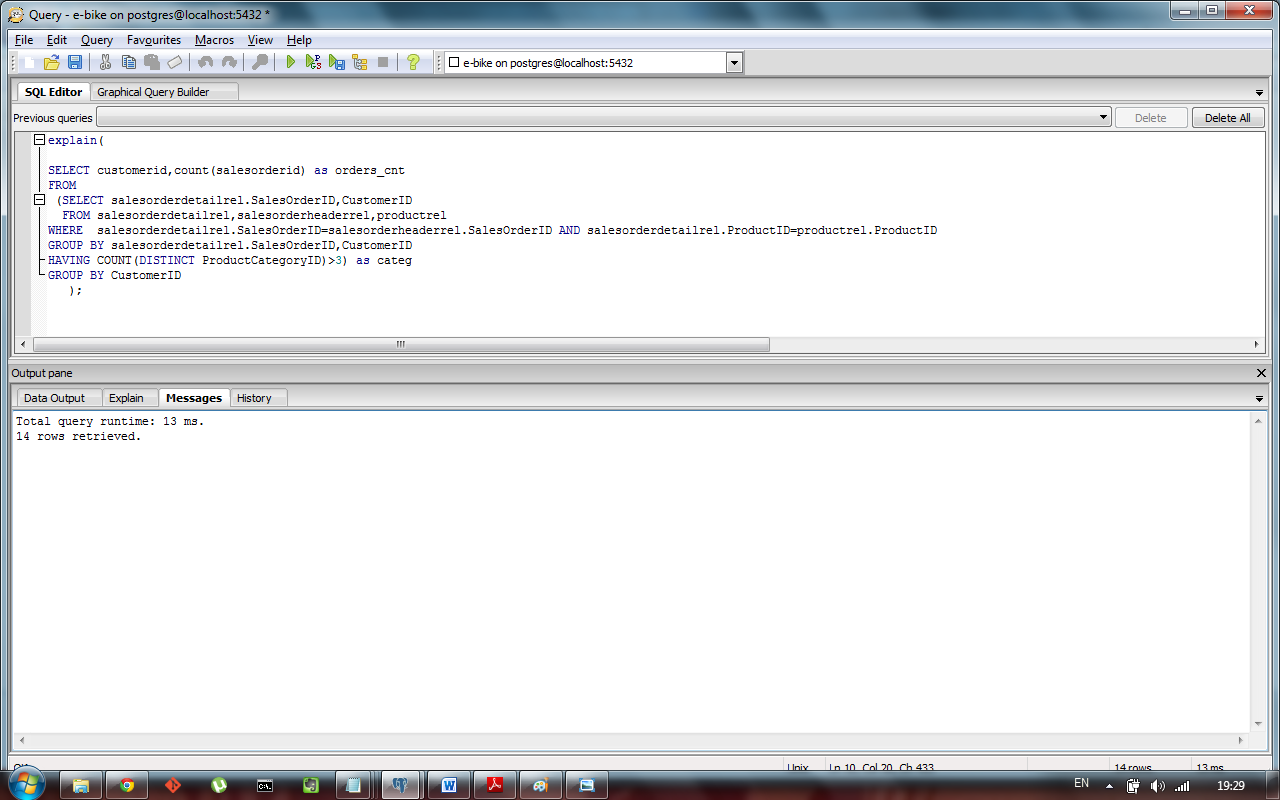 Query - e-bike on postgres@localhost:5432 *
File Edit Query Favourites Macros View Help
e-bike on postgres@localhost:5432
SQL Editor Graphical Query Builder
Previous queries Delete Delete All
explain(
SELECT customerid,count(salesorderid) as orders_cnt
FROM
(SELECT salesorderdetailrel.SalesOrderID,CustomerID
FROM salesorderdetailrel,salesorderheaderrel,productrel
WHERE salesorderdetailrel.SalesOrderID=salesorderheaderrel.SalesOrderID AND salesorderdetailrel.ProductID=productrel.ProductID
GROUP BY salesorderdetailrel.SalesOrderID,CustomerID
HAVING COUNT(DISTINCT ProductCategoryID)>3) as categ
GROUP BY CustomerID
);
Output pane
Data Output Explain Messages History
Total query runtime: 13 ms.
14 rows retrieved.
Unix Ln 10, Col 20, Ch 433 14 rows 13 ms
EN 19:29